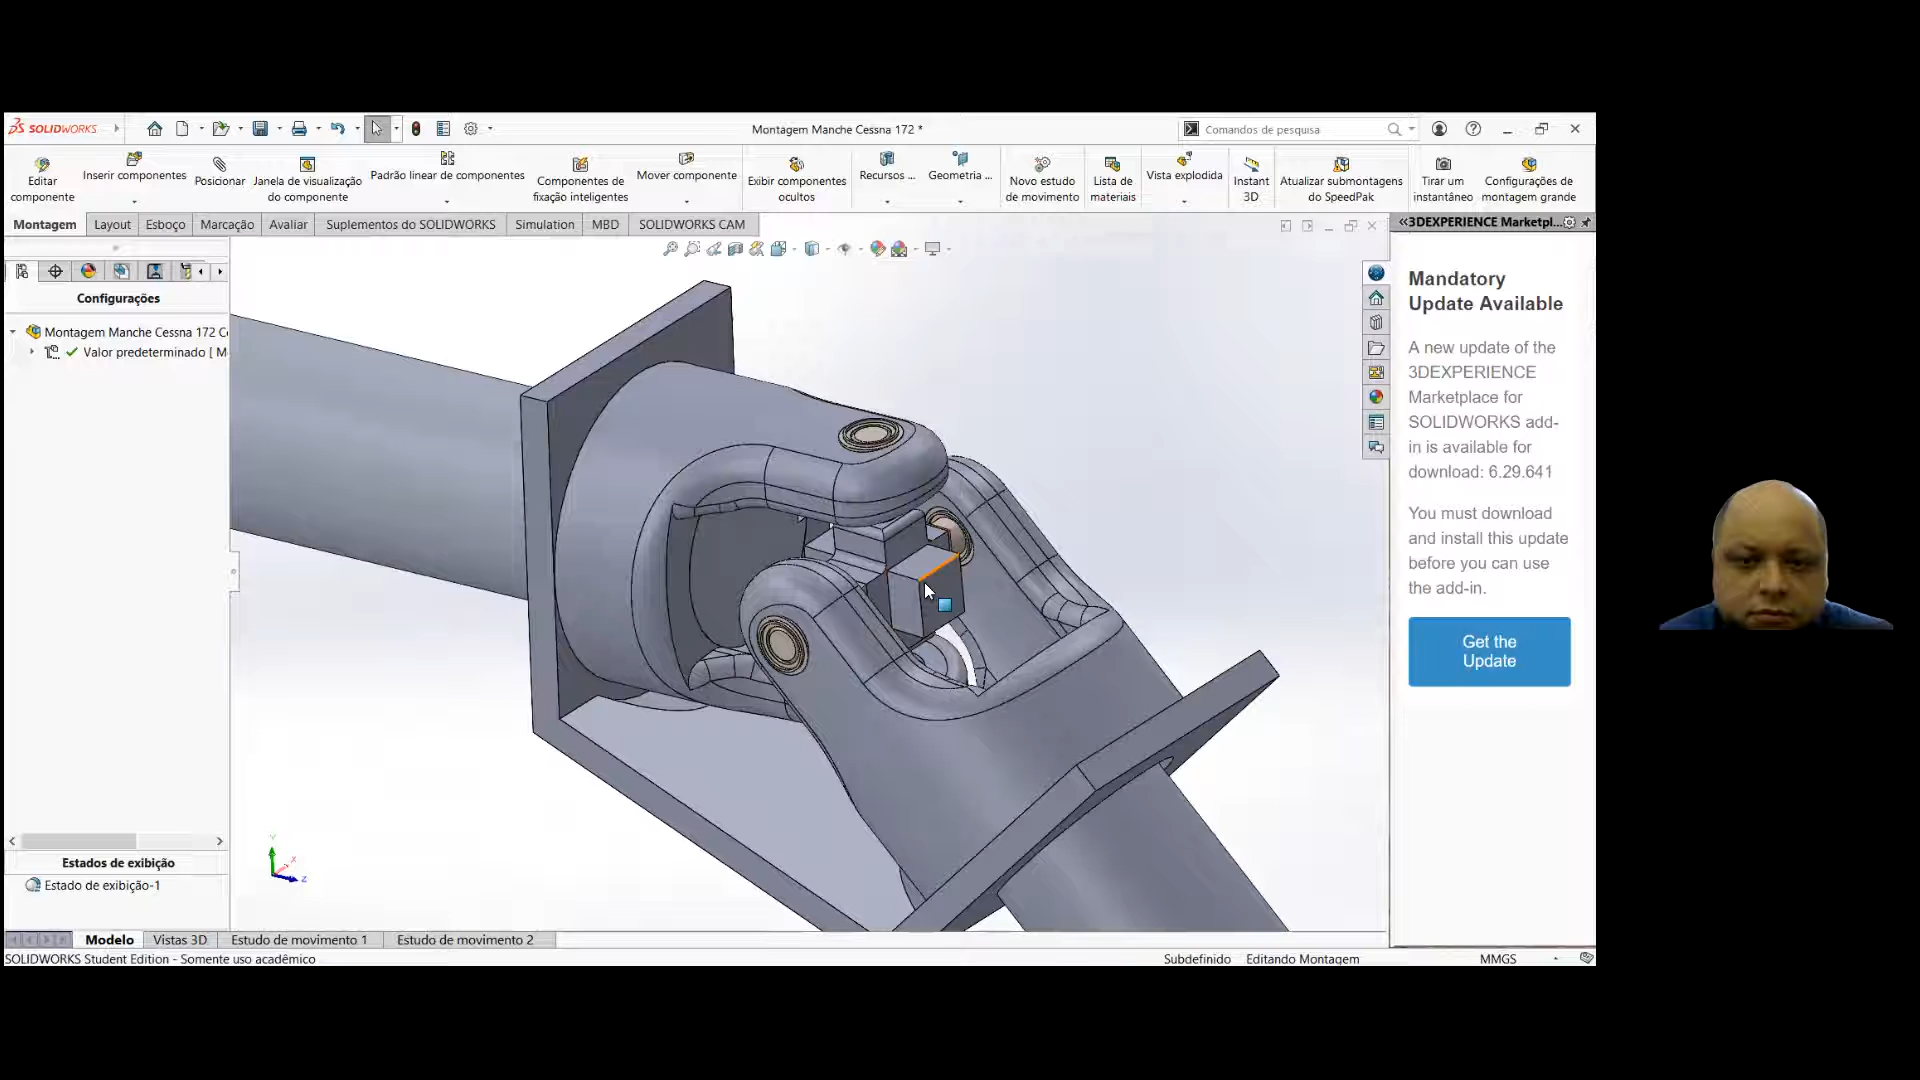 SOLIDWORKS
Montagem Manche Cessna 172 *
Comandos de pesquisa
Editar
componente
Inserir componentes
Posicionar
Janela de visualização
do componente
Padrão linear de componentes
Componentes de
fixação inteligentes
Mover componente
Exibir componentes
ocultos
Recursos ...
Geometria ...
Novo estudo
de movimento
Lista de
materiais
Vista explodida
Instant
3D
Atualizar submontagens
do SpeedPak
Tirar um
instantâneo
Configurações de
montagem grande
Montagem
Layout
Esboço
Marcação
Avaliar
Suplementos do SOLIDWORKS
Simulation
MBD
SOLIDWORKS CAM
3DEXPERIENCE Marketpl...
Configurações
Montagem Manche Cessna 172 C
Valor predeterminado [ M
Mandatory
Update Available
A new update of the
3DEXPERIENCE
Marketplace for
SOLIDWORKS add-
in is available for
download: 6.29.641
You must download
and install this update
before you can use
the add-in.
Get the
Update
Y
X
Z
Estados de exibição
Estado de exibição-1
Modelo
Vistas 3D
Estudo de movimento 1
Estudo de movimento 2
SOLIDWORKS Student Edition - Somente uso acadêmico
Subdefinido
Editando Montagem
MMGS